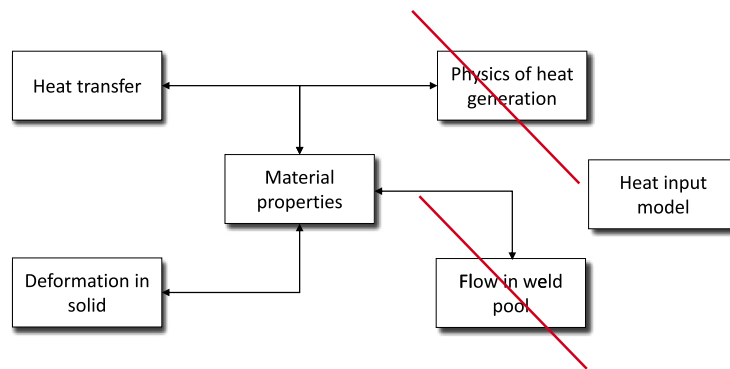 Heat transfer
Physics of heat
generation
Material
properties
Heat input
model
Deformation in
solid
Flow in weld
pool